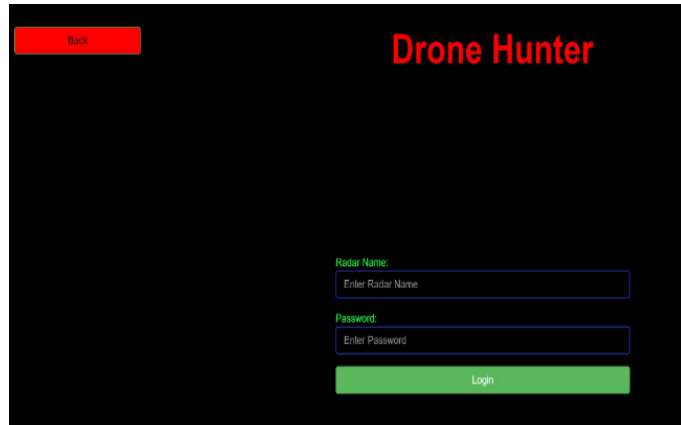 Back
Drone Hunter
Radar Name:
Enter Radar Name
Password:
Enter Password
Login